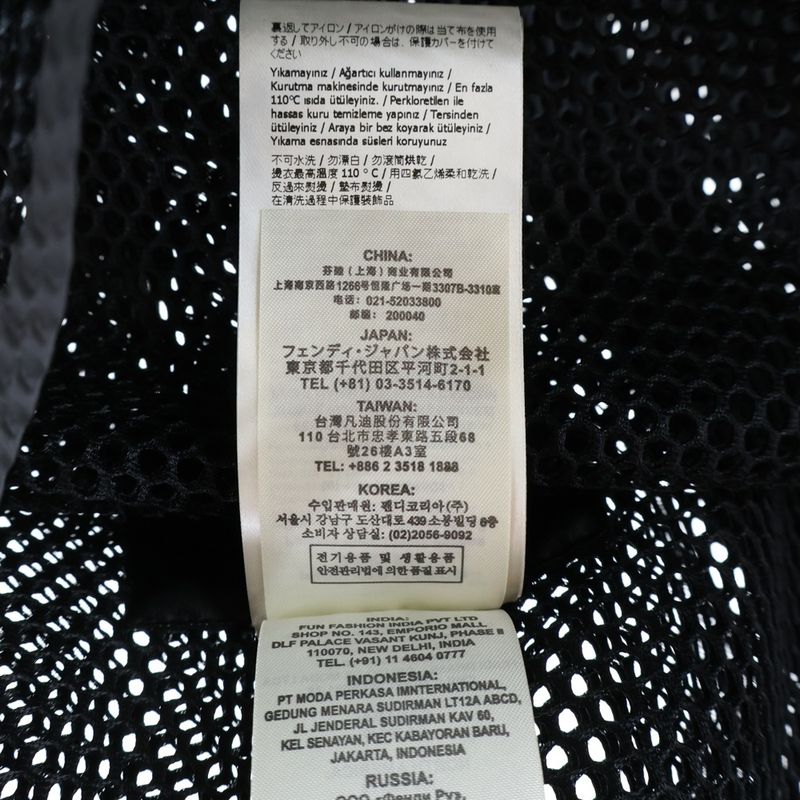 裏返してアイロン / アイロンがけの際は当て布を使用
する / 取り外し不可の場合は、保護カバーを付けて
ください
Yıkamayınız / Ağartıcı kullanmayınız /
Kurutma makinesinde kurutmayınız / En fazla
110°C ısıda ütüleyiniz. / Perkloretilen ile
hassas kuru temizleme yapınız / Tersinden
ütüleyiniz / Araya bir bez koyarak ütüleyiniz /
Yıkama esnasında süsleri koruyunuz
不可水洗 / 勿漂白 / 勿滾筒烘乾 /
燙衣最高溫度 110 ° C / 用四氯乙烯柔和乾洗 /
反過來熨燙 / 墊布熨燙 /
在清洗過程中保護裝飾品
CHINA:
芬迪（上海）商业有限公司
上海南京西路1266号恒隆广场一期3307B-3310室
电话: 021-52033800
邮编: 200040
JAPAN:
フェンディ・ジャパン株式会社
東京都千代田区平河町2-1-1
TEL (+81) 03-3514-6170
TAIWAN:
台灣凡迪股份有限公司
110 台北市忠孝東路五段68
號26樓A3室
TEL: +886 2 3518 1888
KOREA:
수입판매원: 펜디코리아(주)
서울시 강남구 도산대로 439 소봉빌딩 6층
소비자 상담실: (02)2056-9092
전기용품 및 생활용품
안전관리법에 의한 품질 표시
INDIA:
FUN FASHION INDIA PVT LTD
SHOP NO. 143, EMPORIO MALL,
DLF PALACE VASANT KUNJ, PHASE II
110070, NEW DELHI, INDIA
TEL. (+91) 11 4604 0777
INDONESIA:
PT MODA PERKASA IMNTERNATIONAL,
GEDUNG MENARA SUDIRMAN LT12A ABCD,
JL JENDERAL SUDIRMAN KAV 60,
KEL SENAYAN, KEC KABAYORAN BARU,
JAKARTA, INDONESIA
RUSSIA:
ООО «Фенди Руз»,